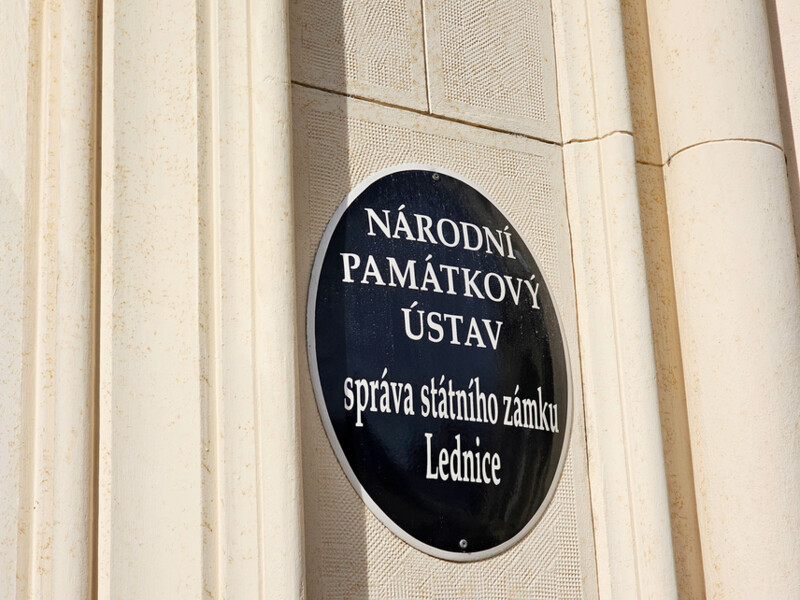 NÁRODNÍ
PAMÁTKOVÝ
ÚSTAV
správa státního zámku
Lednice